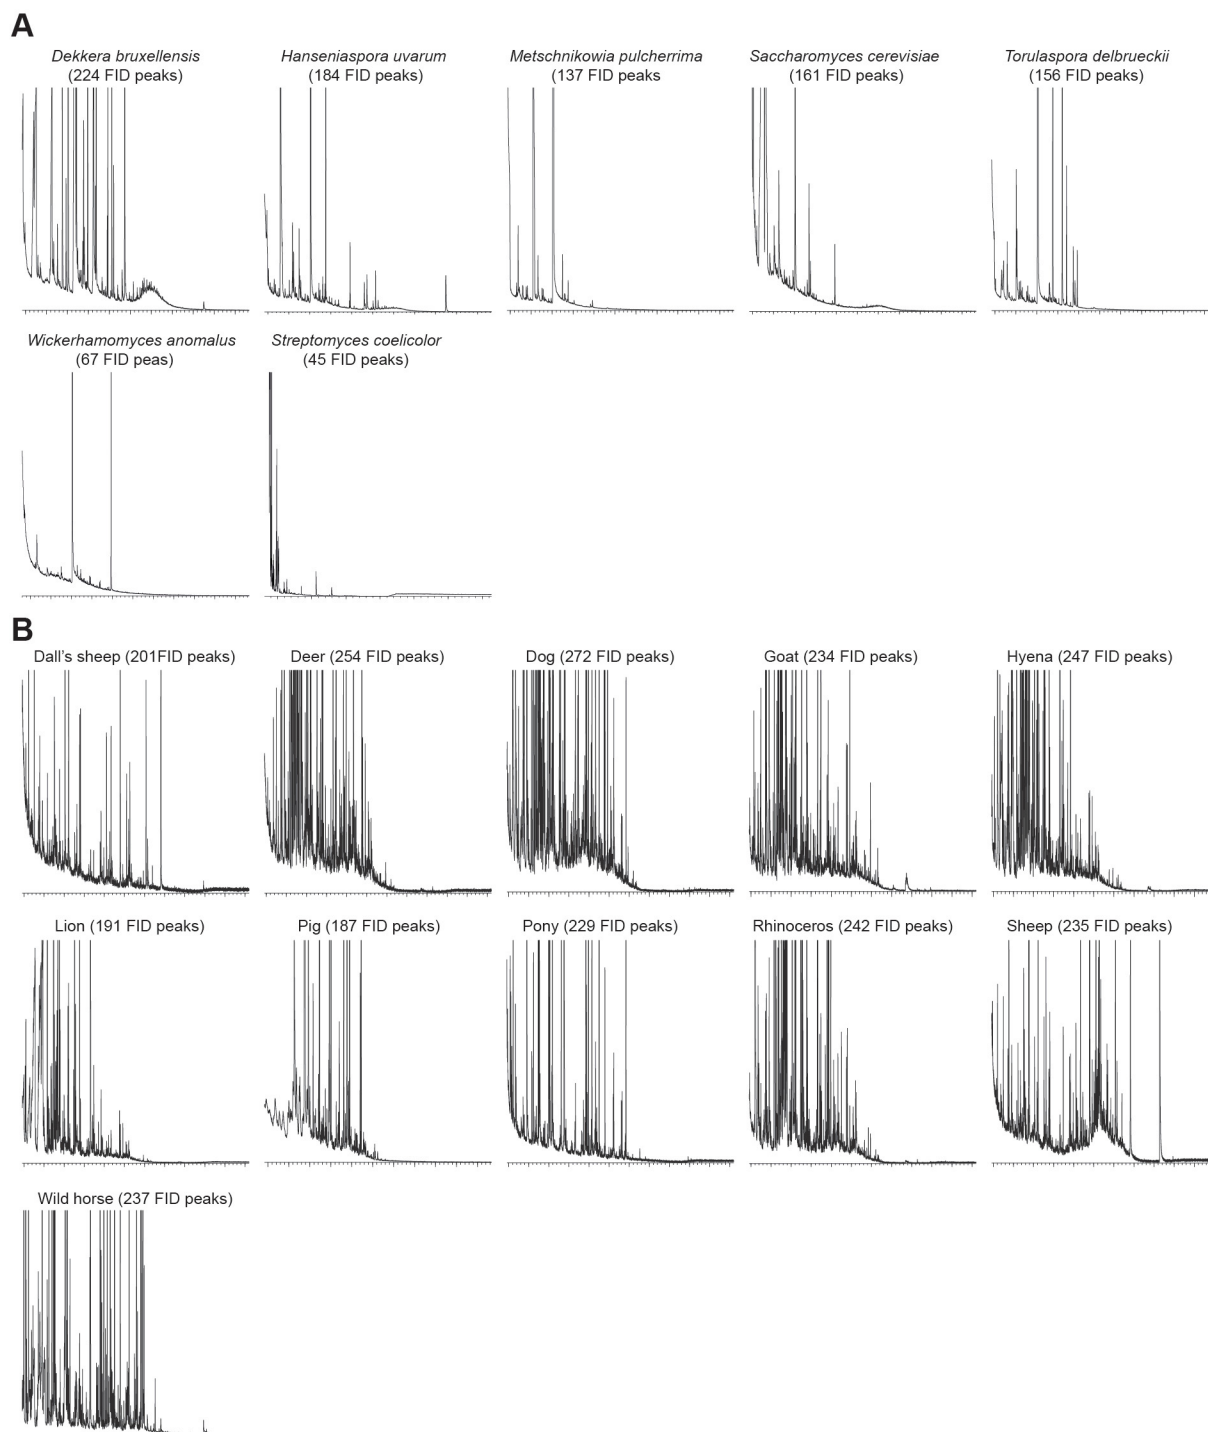 A
Dekkera bruxellensis
(224 FID peaks)
Hanseniaspora uvarum
(184 FID peaks)
Metschnikowia pulcherrima
(137 FID peaks
Saccharomyces cerevisiae
(161 FID peaks)
Torulaspora delbrueckii
(156 FID peaks)
Wickerhamomyces anomalus
(67 FID peas)
Streptomyces coelicolor
(45 FID peaks)
B
Dall's sheep (201FID peaks)
Deer (254 FID peaks)
Dog (272 FID peaks)
Goat (234 FID peaks)
Hyena (247 FID peaks)
Lion (191 FID peaks)
Pig (187 FID peaks)
Pony (229 FID peaks)
Rhinoceros (242 FID peaks)
Sheep (235 FID peaks)
Wild horse (237 FID peaks)